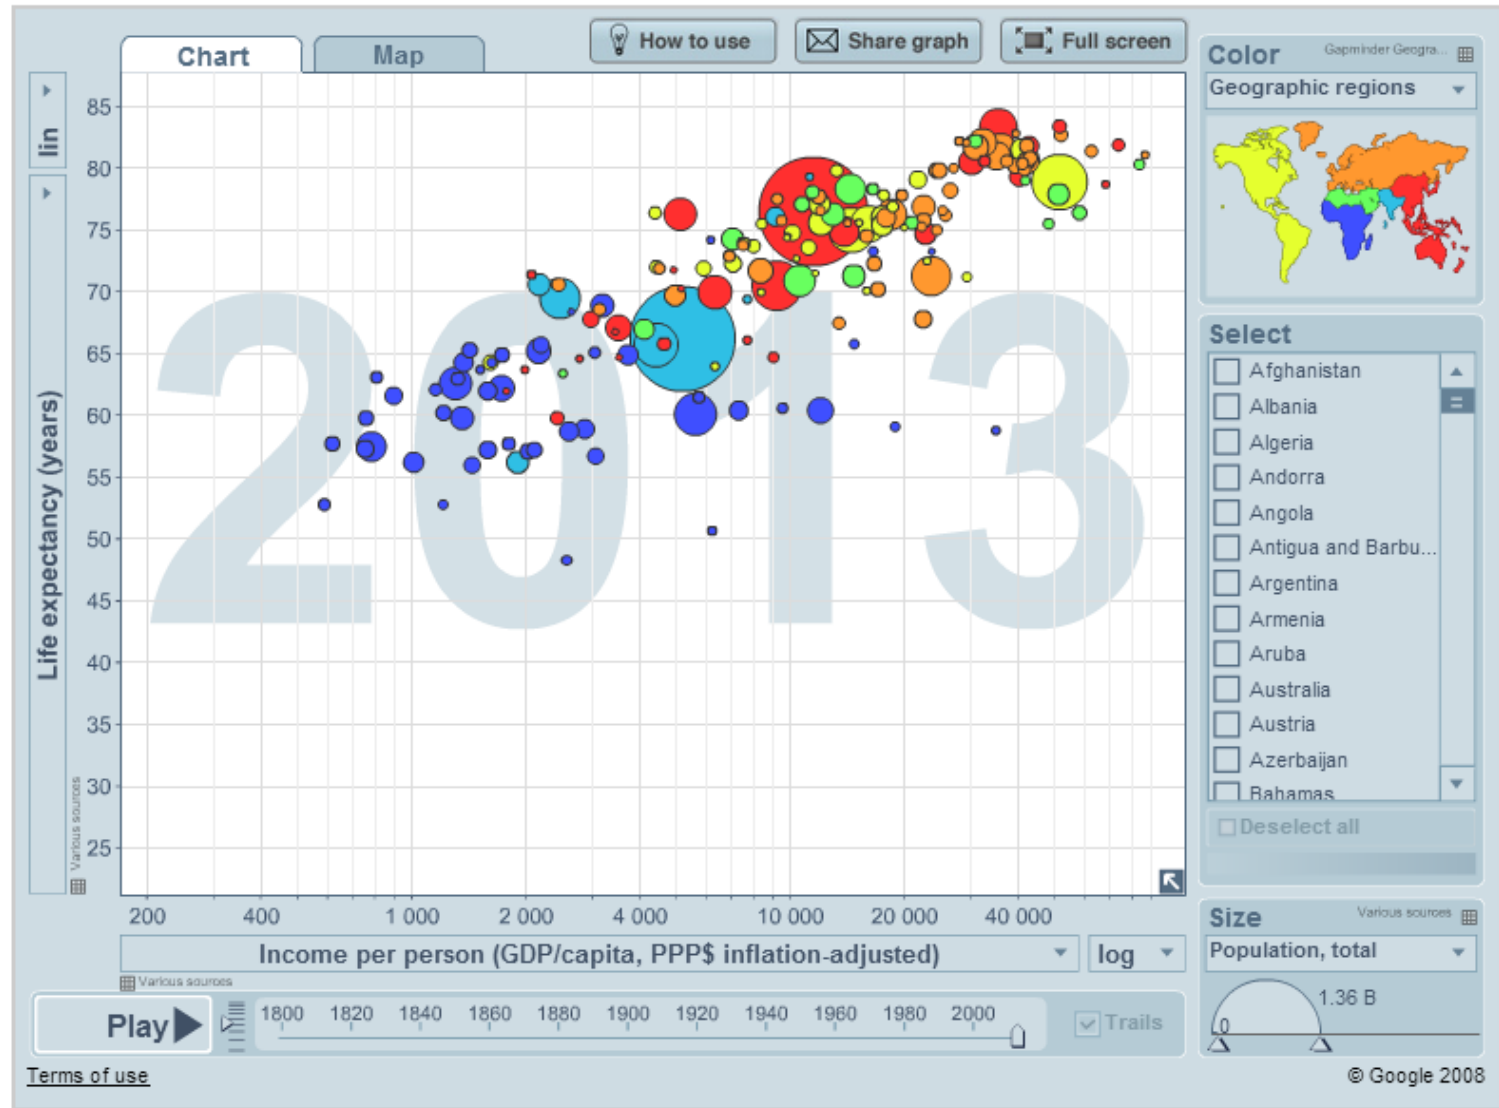 How to use
Share graph
Full screen
Chart
Map
lin
Life expectancy (years)
Various sources
85
80
75
70
65
60
55
50
45
40
35
30
25
2013
200
400
1 000
2 000
4 000
10 000
20 000
40 000
Income per person (GDP/capita, PPP$ inflation-adjusted)
log
Various sources
Play
1800
1820
1840
1860
1880
1900
1920
1940
1960
1980
2000
Trails
Color
Gapminder Geogra...
Geographic regions
Select
Afghanistan
Albania
Algeria
Andorra
Angola
Antigua and Barbu...
Argentina
Armenia
Aruba
Australia
Austria
Azerbaijan
Bahamas
Deselect all
Size
Various sources
Population, total
1.36 B
0
Terms of use
© Google 2008